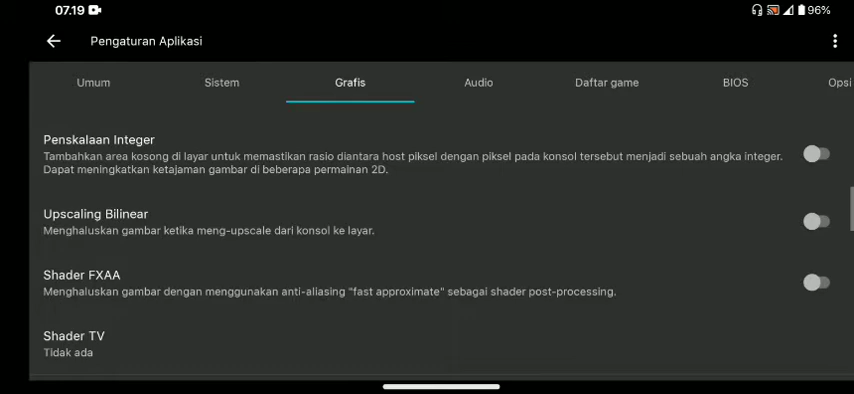 07.19
96%
Pengaturan Aplikasi
Umum Sistem Grafis Audio Daftar game BIOS Opsi
Penskalaan Integer
Tambahkan area kosong di layar untuk memastikan rasio diantara host piksel dengan piksel pada konsol tersebut menjadi sebuah angka integer.
Dapat meningkatkan ketajaman gambar di beberapa permainan 2D.
Upscaling Bilinear
Menghaluskan gambar ketika meng-upscale dari konsol ke layar.
Shader FXAA
Menghaluskan gambar dengan menggunakan anti-aliasing "fast approximate" sebagai shader post-processing.
Shader TV
Tidak ada